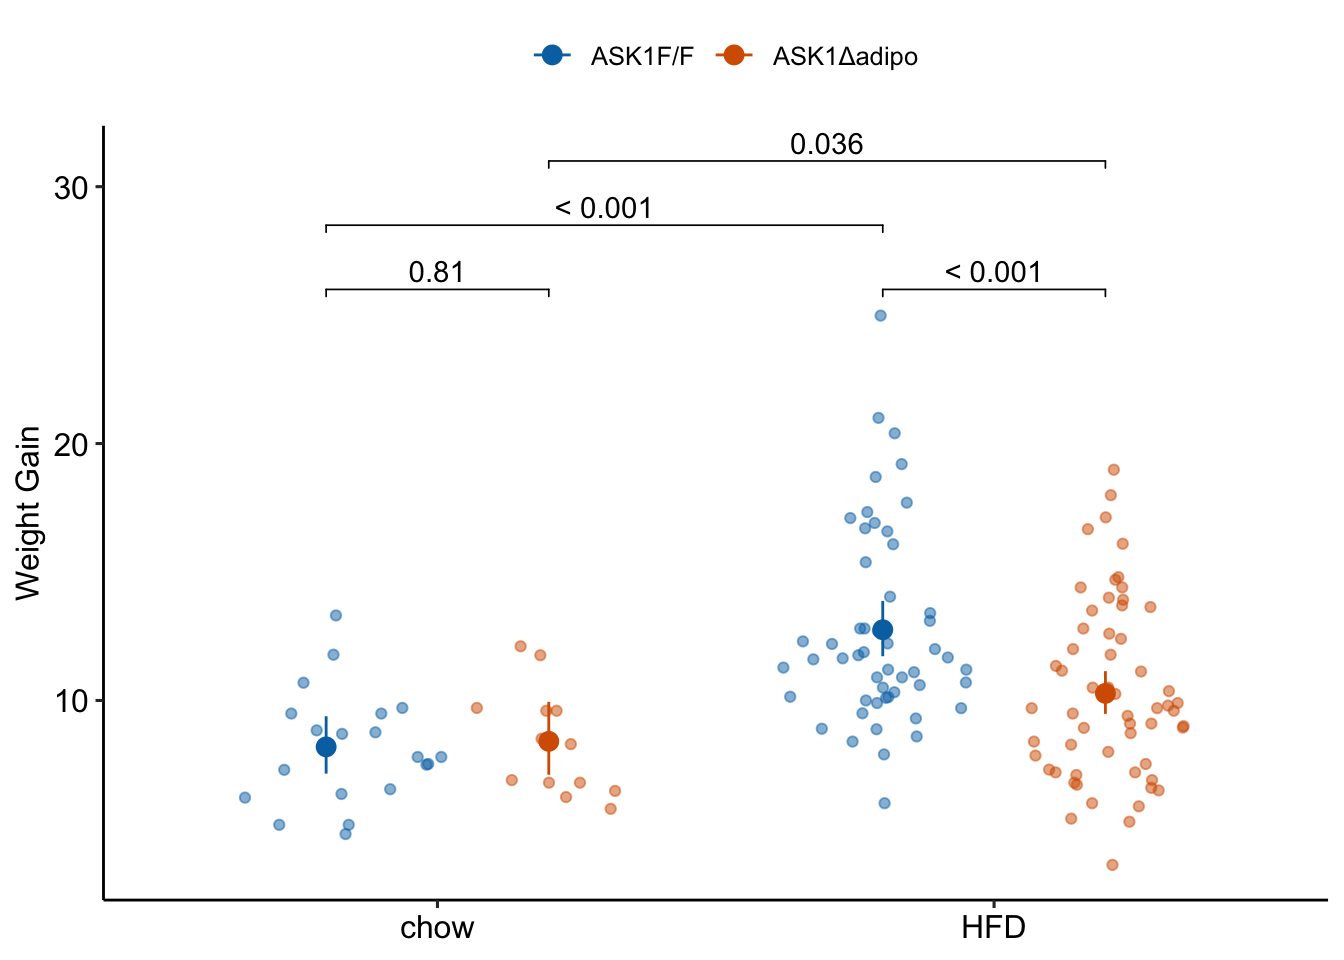 ASK1F/F ASK1Δadipo
0.036
< 0.001
0.81 < 0.001
30
20
10
Weight Gain
chow HFD